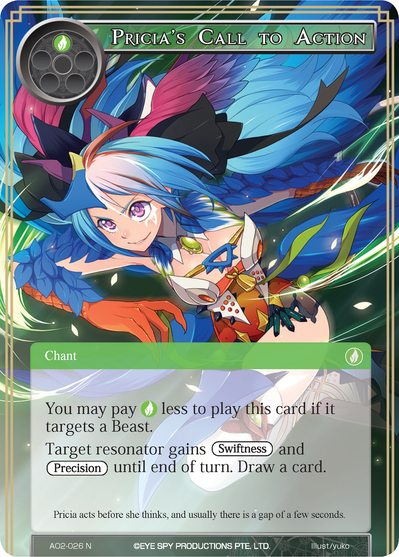 Pricia's Call to Action
Chant
You may pay less to play this card if it
targets a Beast.
Target resonator gains Swiftness and
Precision until end of turn. Draw a card.
Pricia acts before she thinks, and usually there is a gap of a few seconds.
A02-026 N ©EYE SPY PRODUCTIONS PTE. LTD. Illust/yuko